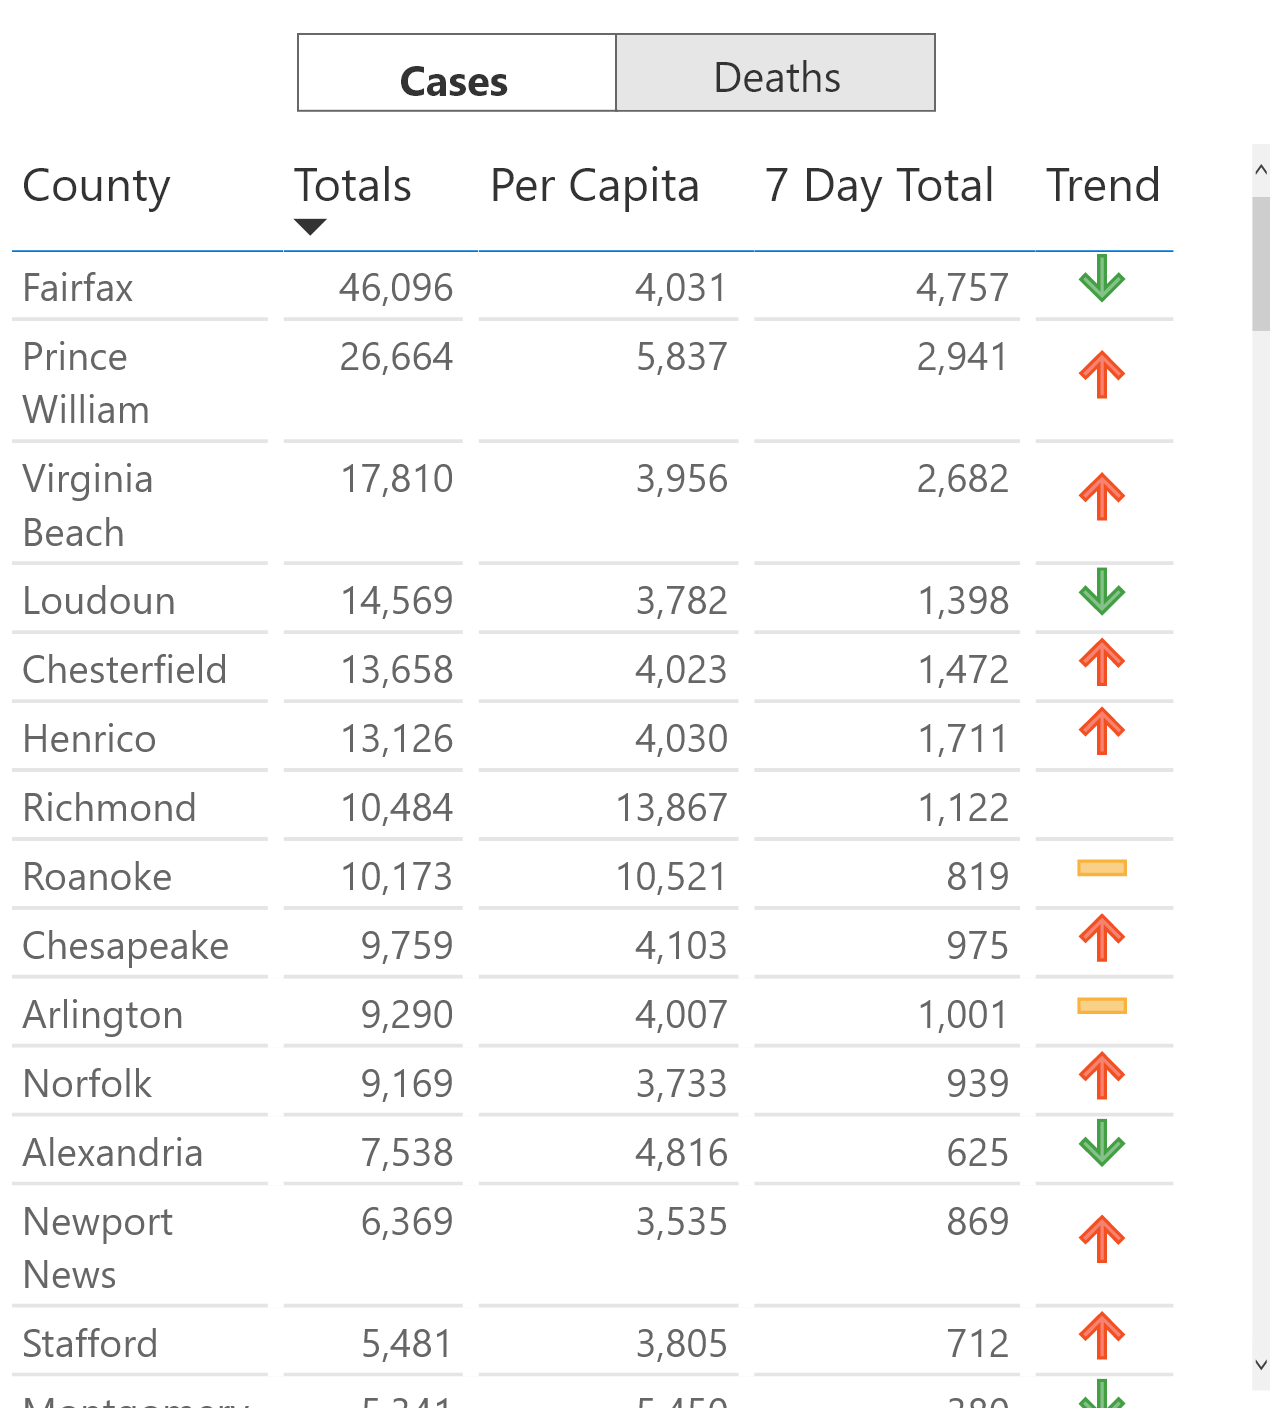 Cases Deaths
County Totals Per Capita 7 Day Total Trend
Fairfax 46,096 4,031 4,757
Prince 26,664 5,837 2,941
William
Virginia 17,810 3,956 2,682
Beach
Loudoun 14,569 3,782 1,398
Chesterfield 13,658 4,023 1,472
Henrico 13,126 4,030 1,711
Richmond 10,484 13,867 1,122
Roanoke 10,173 10,521 819
Chesapeake 9,759 4,103 975
Arlington 9,290 4,007 1,001
Norfolk 9,169 3,733 939
Alexandria 7,538 4,816 625
Newport 6,369 3,535 869
News
Stafford 5,481 3,805 712
Montgomery